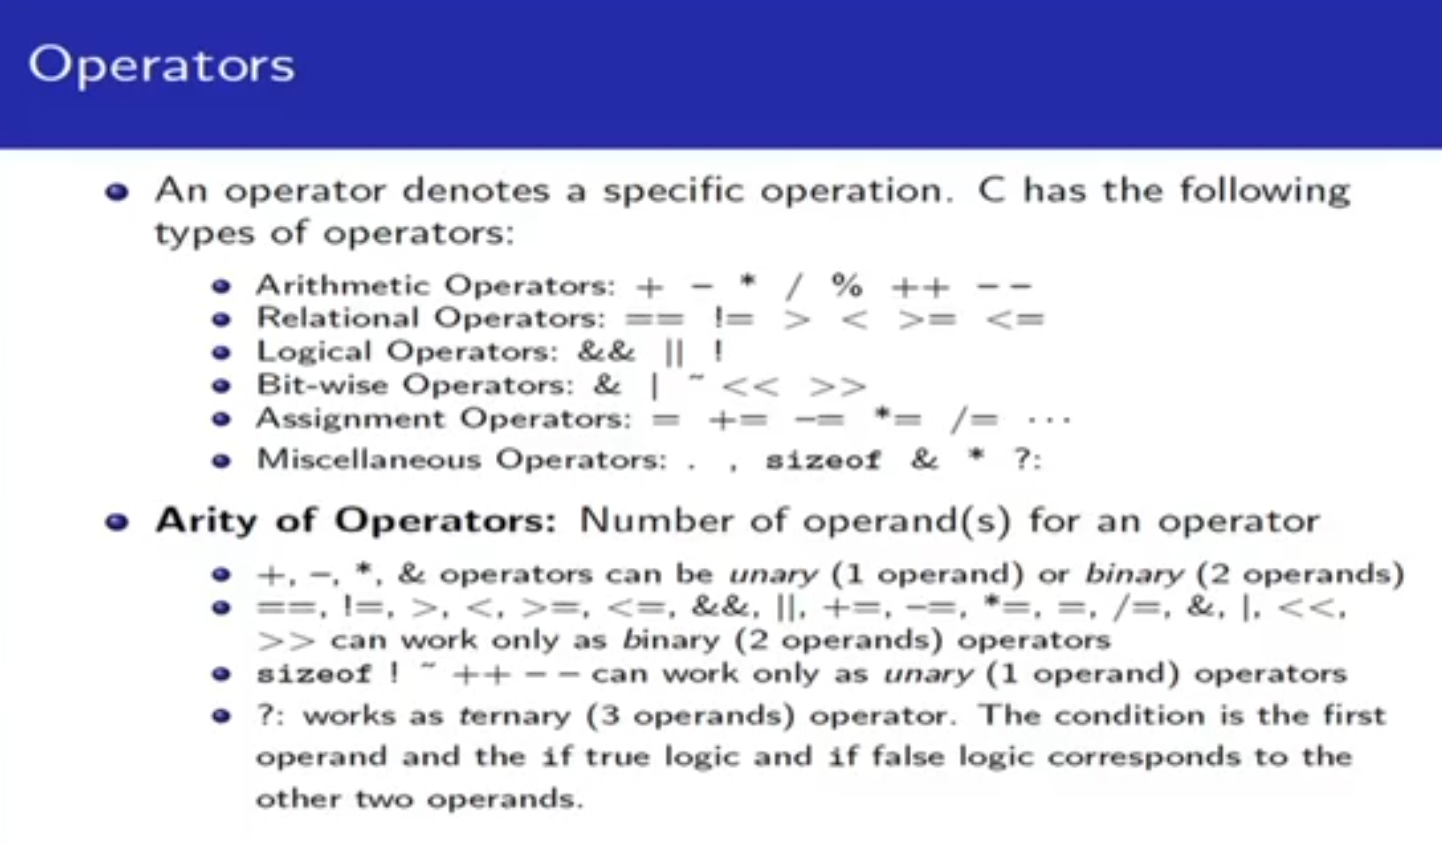 Operators
An operator denotes a specific operation. C has the following
types of operators:
Arithmetic Operators: + − * / % ++ −−
Relational Operators: == != > < >= <=
Logical Operators: && || !
Bit-wise Operators: & | ~ << >>
Assignment Operators: = += −= *= /= ···
Miscellaneous Operators: . , sizeof & * ?:
Arity of Operators: Number of operand(s) for an operator
+, −, *, & operators can be unary (1 operand) or binary (2 operands)
==, !=, >, <, >=, <=, &&, ||, +=, −=, *=, =, /=, &, |, <<,
>> can work only as binary (2 operands) operators
sizeof ! ~ ++ −− can work only as unary (1 operand) operators
?: works as ternary (3 operands) operator. The condition is the first
operand and the if true logic and if false logic corresponds to the
other two operands.